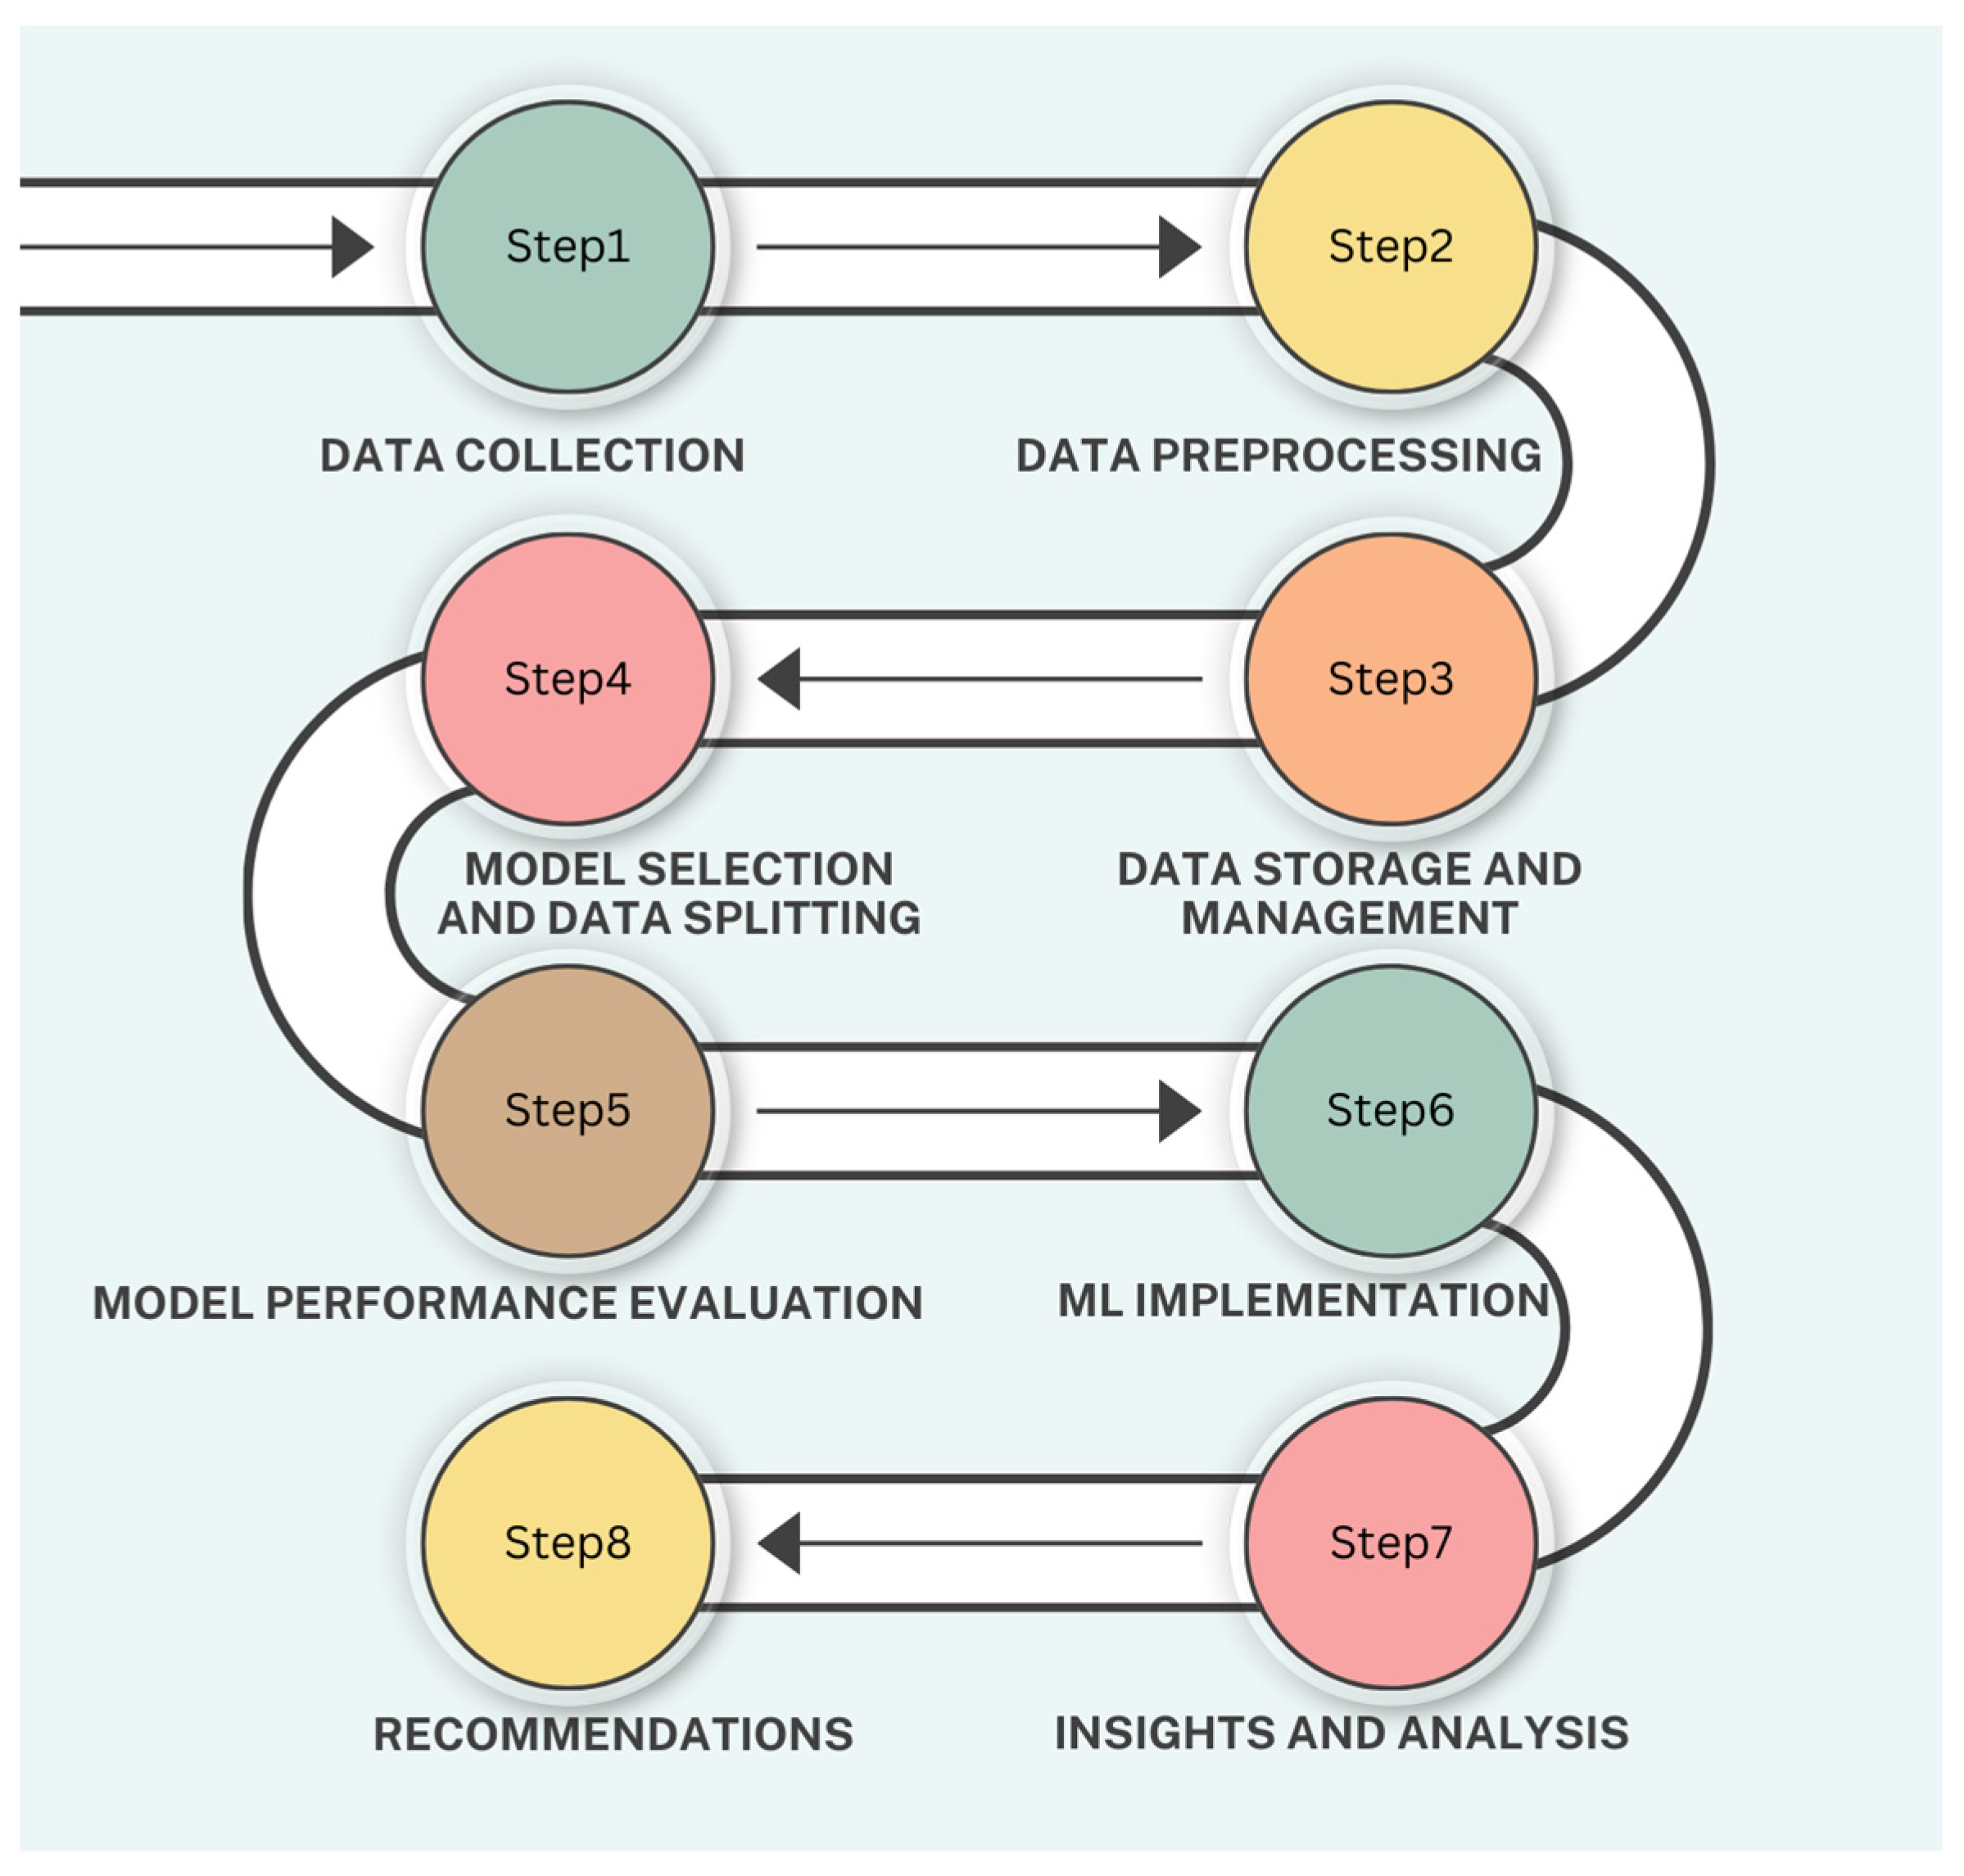 Step1
Step2
DATA COLLECTION
DATA PREPROCESSING
Step4
Step3
MODEL SELECTION
AND DATA SPLITTING
DATA STORAGE AND
MANAGEMENT
Step5
Step6
MODEL PERFORMANCE EVALUATION
ML IMPLEMENTATION
Step8
Step7
RECOMMENDATIONS
INSIGHTS AND ANALYSIS